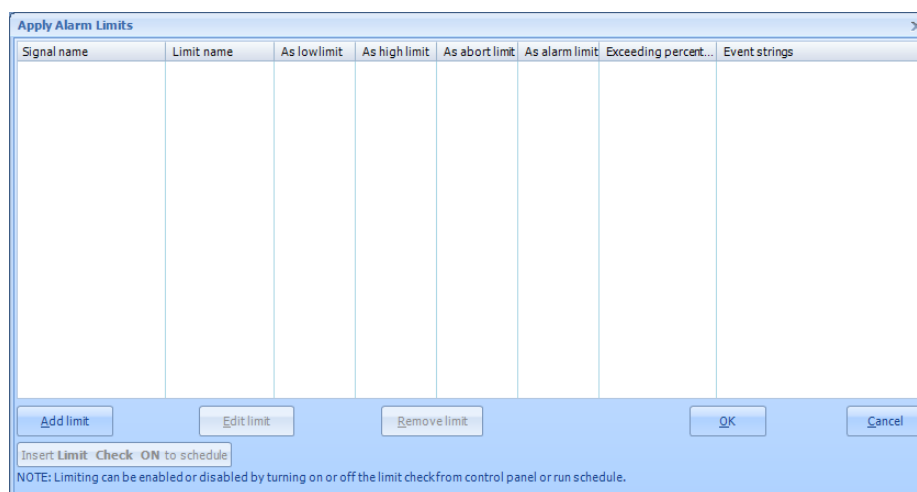 Apply Alarm Limits
Signal name Limit name As low limit As high limit As abort limit As alarm limit Exceeding percent... Event strings
Add limit Edit limit Remove limit OK Cancel
Insert Limit Check ON to schedule
NOTE: Limiting can be enabled or disabled by turning on or off the limit check from control panel or run schedule.